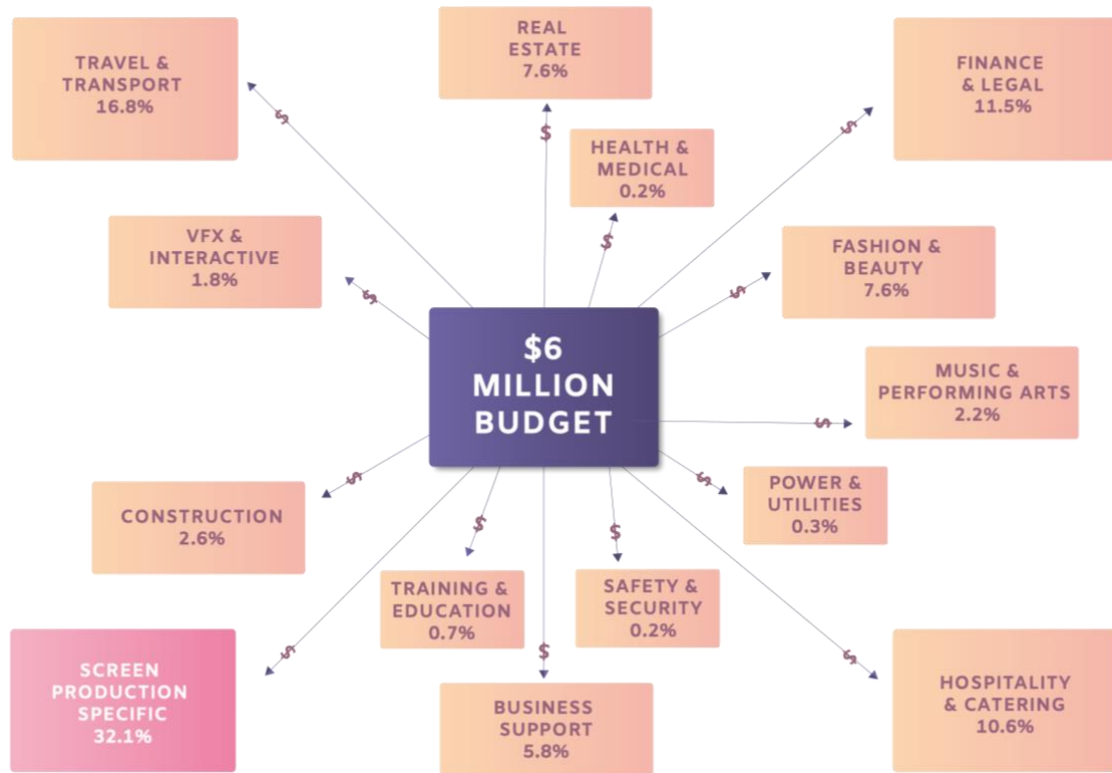 REAL
ESTATE
7.6%
TRAVEL &
TRANSPORT
16.8%
FINANCE
& LEGAL
11.5%
$
$
$
HEALTH &
MEDICAL
0.2%
VFX &
INTERACTIVE
1.8%
$
FASHION &
BEAUTY
7.6%
$
$
$6
MILLION
BUDGET
MUSIC &
PERFORMING ARTS
2.2%
$
CONSTRUCTION
2.6%
$
$
POWER &
UTILITIES
0.3%
$
$
TRAINING &
EDUCATION
0.7%
SAFETY &
SECURITY
0.2%
$
$
$
SCREEN
PRODUCTION
SPECIFIC
32.1%
BUSINESS
SUPPORT
5.8%
HOSPITALITY
& CATERING
10.6%